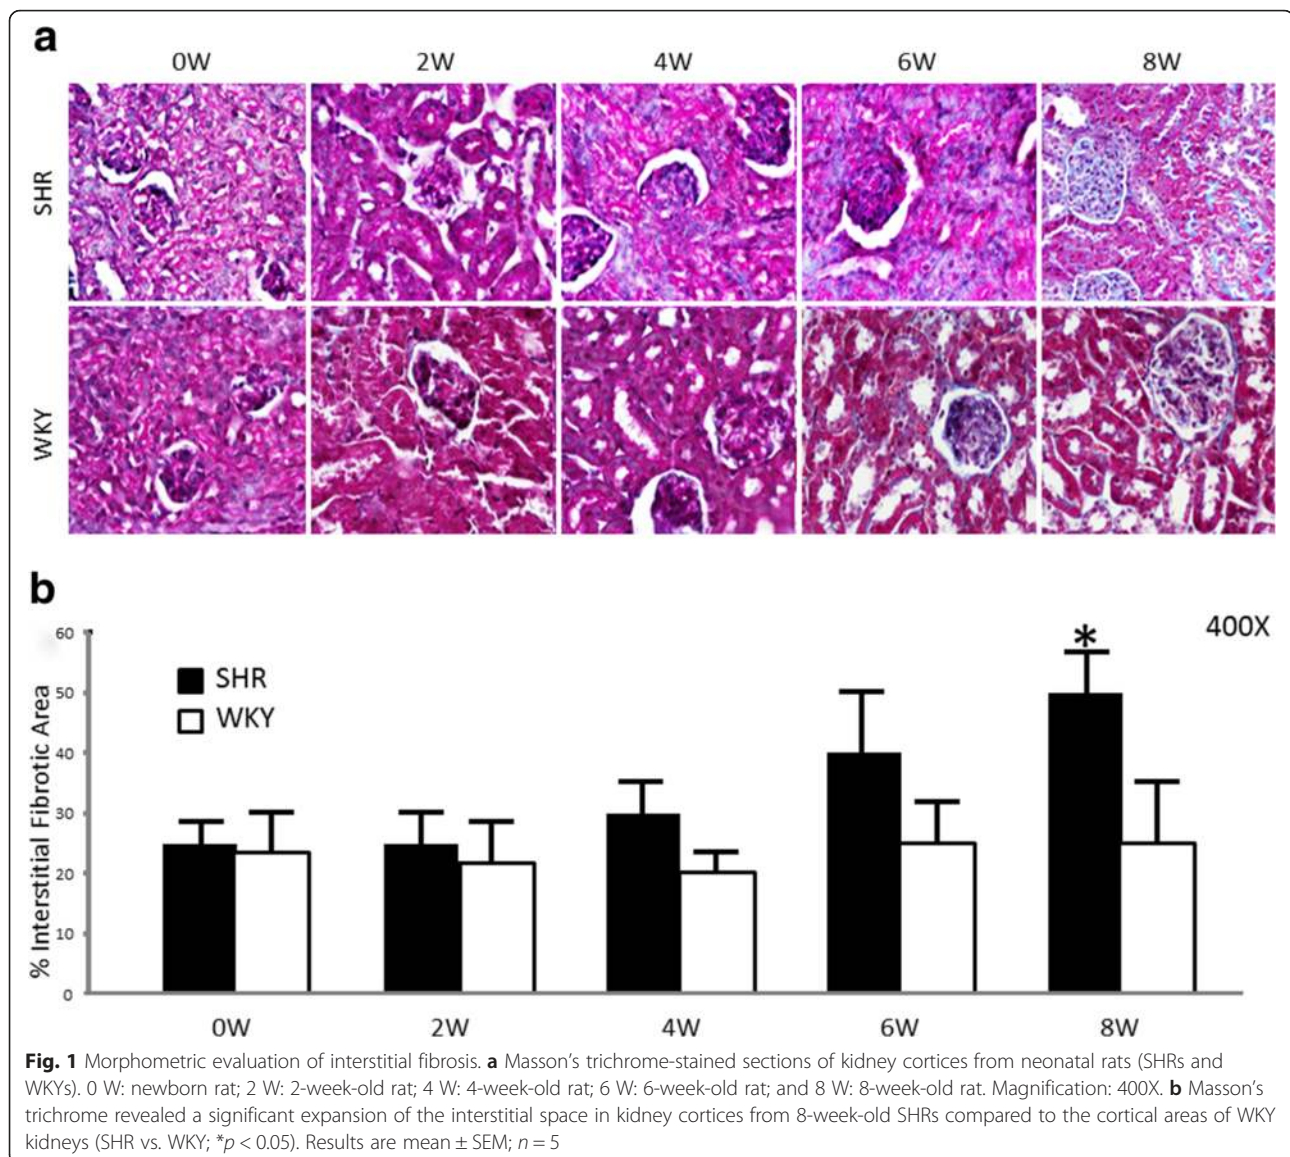 a
0W 2W 4W 6W 8W
SHR
WKY
b
400X
*
SHR
WKY
% Interstitial Fibrotic Area
60
50
40
30
20
10
0
0W 2W 4W 6W 8W
Fig. 1 Morphometric evaluation of interstitial fibrosis. a Masson's trichrome-stained sections of kidney cortices from neonatal rats (SHRs and
WKYs). 0 W: newborn rat; 2 W: 2-week-old rat; 4 W: 4-week-old rat; 6 W: 6-week-old rat; and 8 W: 8-week-old rat. Magnification: 400X. b Masson's
trichrome revealed a significant expansion of the interstitial space in kidney cortices from 8-week-old SHRs compared to the cortical areas of WKY
kidneys (SHR vs. WKY; *p < 0.05). Results are mean ± SEM; n = 5